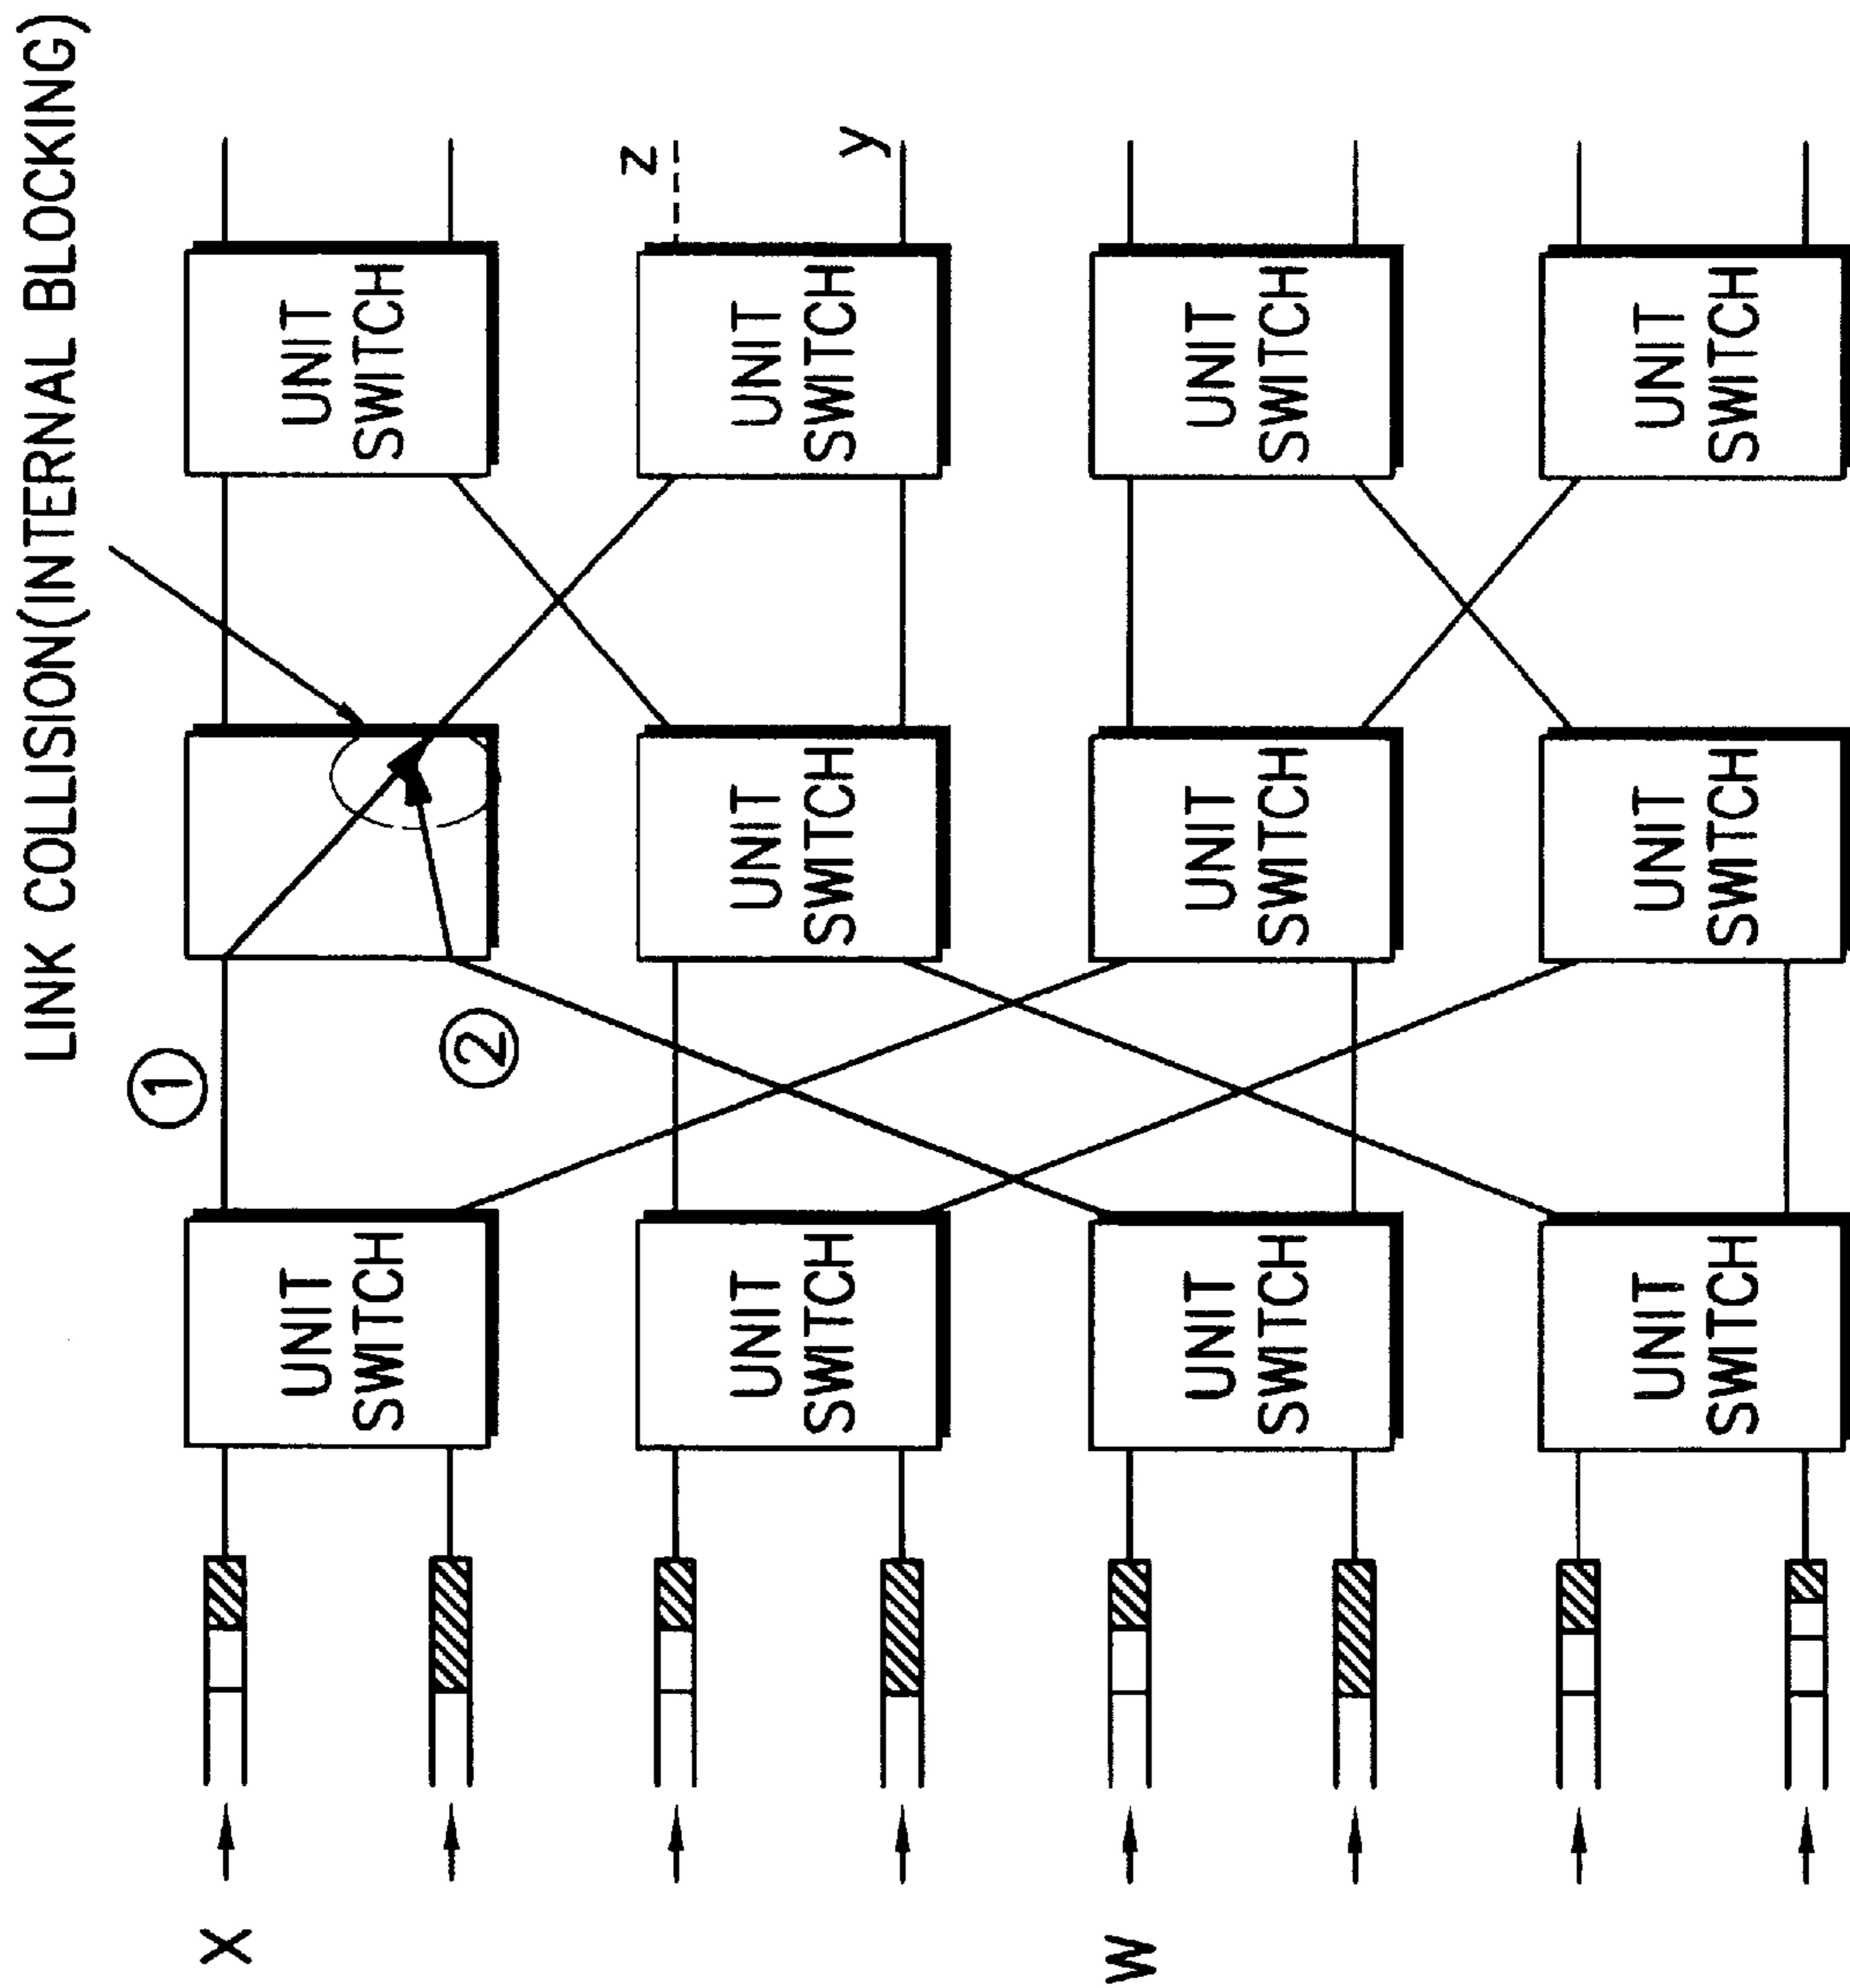 LINK COLLISION(INTERNAL BLOCKING)
①
X
UNIT
SWITCH
UNIT
SWITCH
②
z
UNIT
SWITCH
UNIT
SWITCH
UNIT
SWITCH
y
W
UNIT
SWITCH
UNIT
SWITCH
UNIT
SWITCH
UNIT
SWITCH
UNIT
SWITCH
UNIT
SWITCH